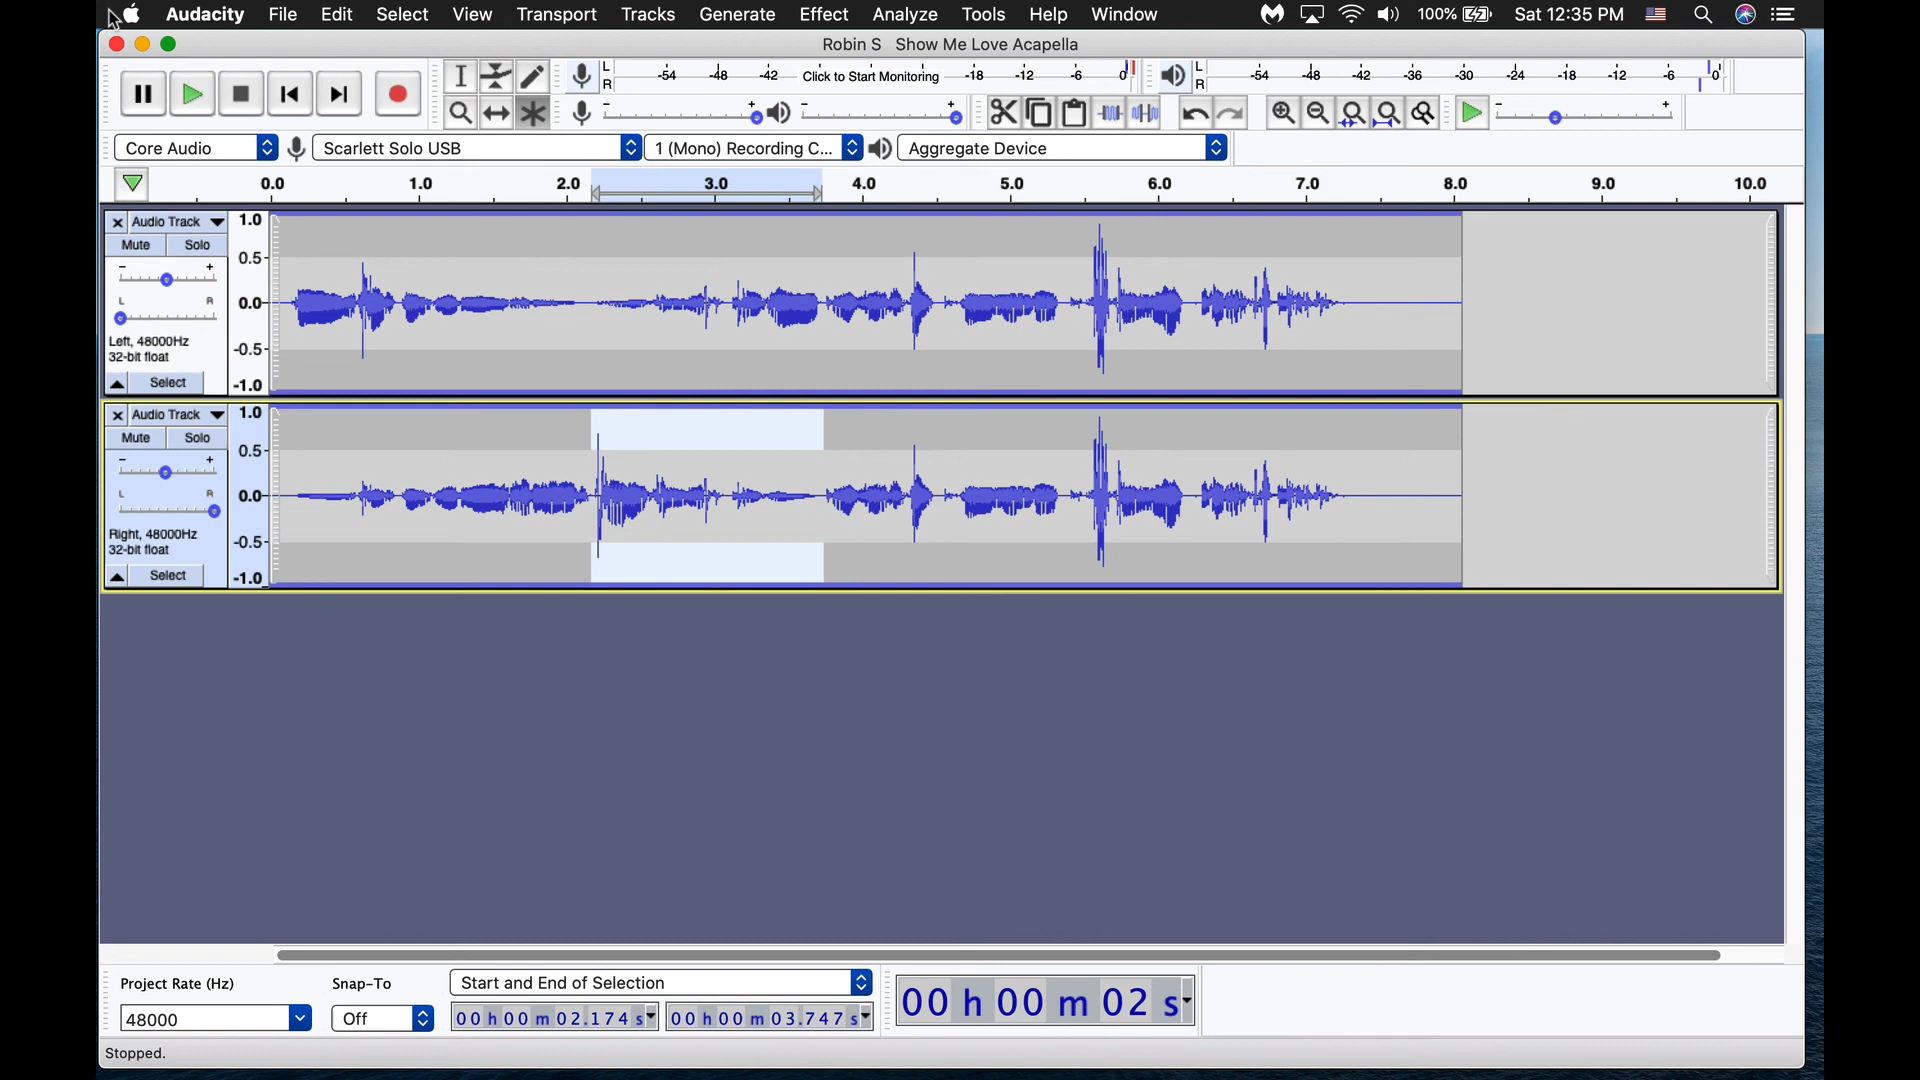 Audacity File Edit Select View Transport Tracks Generate Effect Analyze Tools Help Window 100% Sat 12:35 PM
Robin S Show Me Love Acapella
L -54 -48 -42 Click to Start Monitoring -18 -12 -6 0 L -54 -48 -42 -36 -30 -24 -18 -12 -6 0
R R
- + - + - +
Core Audio Scarlett Solo USB 1 (Mono) Recording C... Aggregate Device
0.0 1.0 2.0 3.0 4.0 5.0 6.0 7.0 8.0 9.0 10.0
x Audio Track 1.0
Mute Solo
- + 0.5
L R 0.0
Left, 48000Hz -0.5
32-bit float
Select -1.0
x Audio Track 1.0
Mute Solo
- + 0.5
L R 0.0
Right, 48000Hz -0.5
32-bit float
Select -1.0
Project Rate (Hz) Snap-To Start and End of Selection
48000 Off 00 h 00 m 02.174 s 00 h 00 m 03.747 s 00 h 00 m 02 s
Stopped.